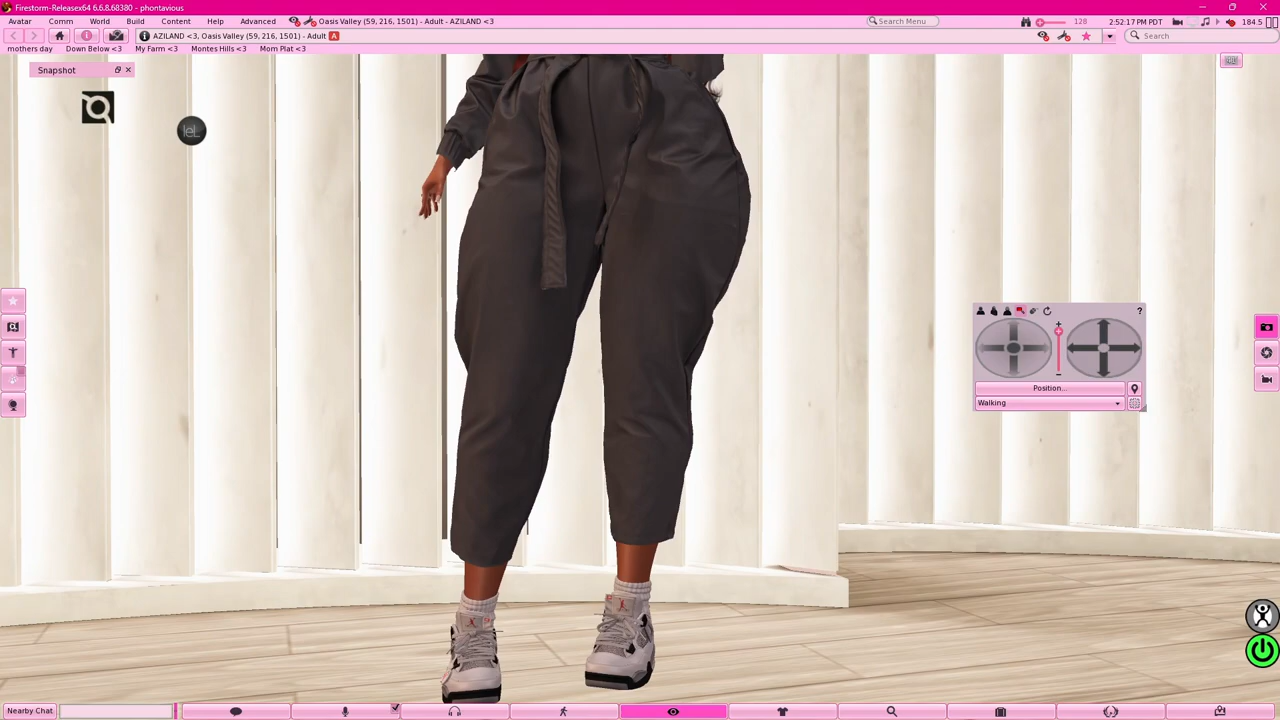 Firestorm-Releasex64 6.6.8.68380 - phontavious
Avatar Comm World Build Content Help Advanced Oasis Valley (59, 216, 1501) - Adult - AZILAND <3 Search Menu 128 2:52:17 PM PDT 184.5
AZILAND <3, Oasis Valley (59, 216, 1501) - Adult A Search
mothers day Down Below <3 My Farm <3 Montes Hills <3 Mom Plat <3
Snapshot
leL
?
+
-
Position...
Walking
Nearby Chat